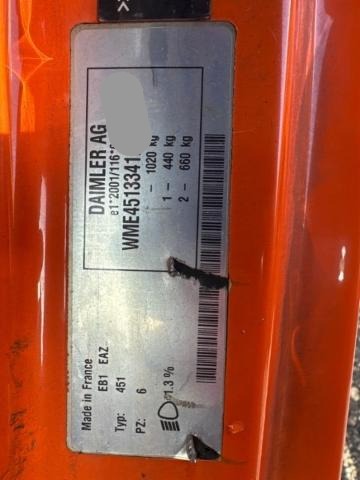 DAIMLER AG
e1*2001/116*
WME4513341
- 1020 kg
1 - 440 kg
2 - 660 kg
Made in France
EB1 EAZ
Typ: 451
PZ: 6
1.3 %